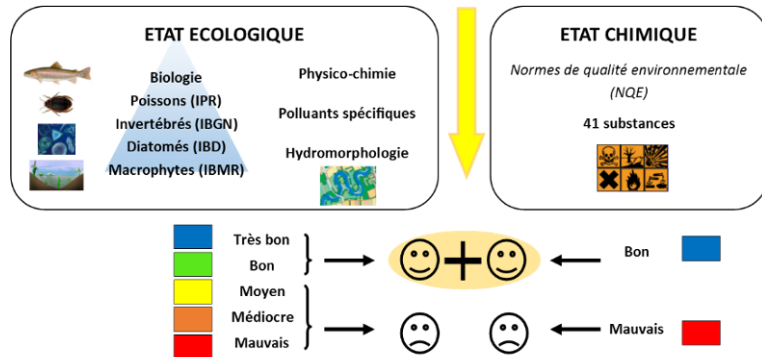 ETAT ECOLOGIQUE
Biologie
Poissons (IPR)
Invertébrés (IBGN)
Diatomés (IBD)
Macrophytes (IBMR)
Physico-chimie
Polluants spécifiques
Hydromorphologie
ETAT CHIMIQUE
Normes de qualité environnementale
(NQE)
41 substances
Très bon
Bon
Moyen
Médiocre
Mauvais
Bon
Mauvais